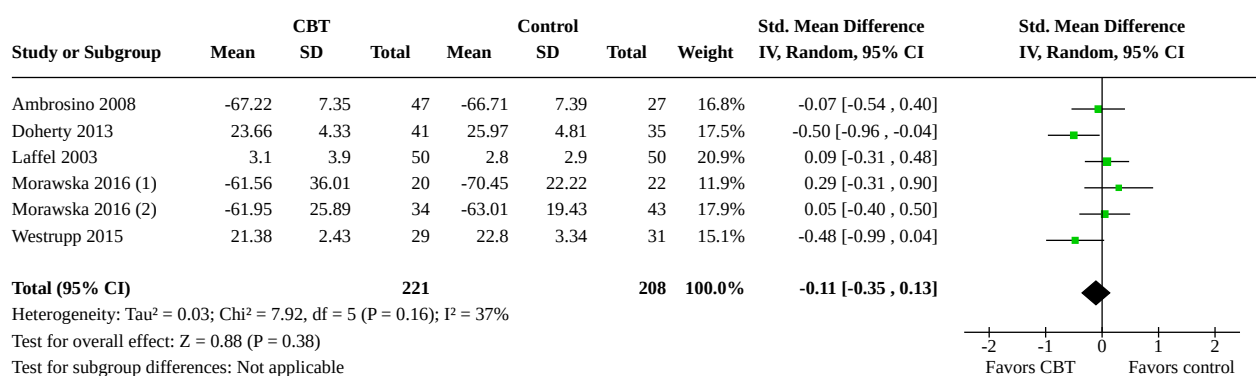 CBT Control Std. Mean Difference Std. Mean Difference
Study or Subgroup Mean SD Total Mean SD Total Weight IV, Random, 95% CI IV, Random, 95% CI
Ambrosino 2008 -67.22 7.35 47 -66.71 7.39 27 16.8% -0.07 [-0.54 , 0.40]
Doherty 2013 23.66 4.33 41 25.97 4.81 35 17.5% -0.50 [-0.96 , -0.04]
Laffel 2003 3.1 3.9 50 2.8 2.9 50 20.9% 0.09 [-0.31 , 0.48]
Morawska 2016 (1) -61.56 36.01 20 -70.45 22.22 22 11.9% 0.29 [-0.31 , 0.90]
Morawska 2016 (2) -61.95 25.89 34 -63.01 19.43 43 17.9% 0.05 [-0.40 , 0.50]
Westrupp 2015 21.38 2.43 29 22.8 3.34 31 15.1% -0.48 [-0.99 , 0.04]
Total (95% CI) 221 208 100.0% -0.11 [-0.35 , 0.13]
Heterogeneity: Tau² = 0.03; Chi² = 7.92, df = 5 (P = 0.16); I² = 37%
Test for overall effect: Z = 0.88 (P = 0.38) -2 -1 0 1 2
Test for subgroup differences: Not applicable Favors CBT Favors control